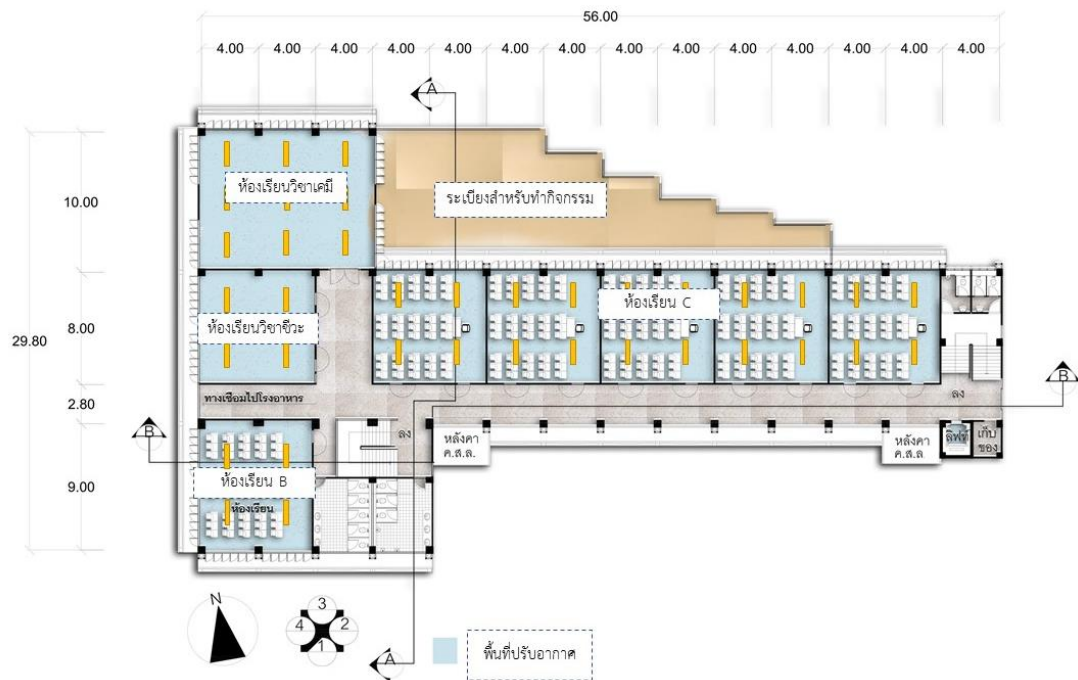 56.00
4.00 4.00 4.00 4.00 4.00 4.00 4.00 4.00 4.00 4.00 4.00 4.00 4.00 4.00
A
10.00
ห้องเรียนวิชาเคมี
ระเบียงสำหรับทำกิจกรรม
ห้องเรียน C
8.00
ห้องเรียนวิชาชีวะ
29.80
2.80
ทางเชื่อมไปโรงอาหาร
ลง
B
B
ลง
หลังคา
ค.ส.ล.
หลังคา
ค.ส.ล.
ลิฟท์
เก็บ
ของ
9.00
ห้องเรียน B
ห้องเรียน
N
3
4 2
1
A
พื้นที่ปรับอากาศ